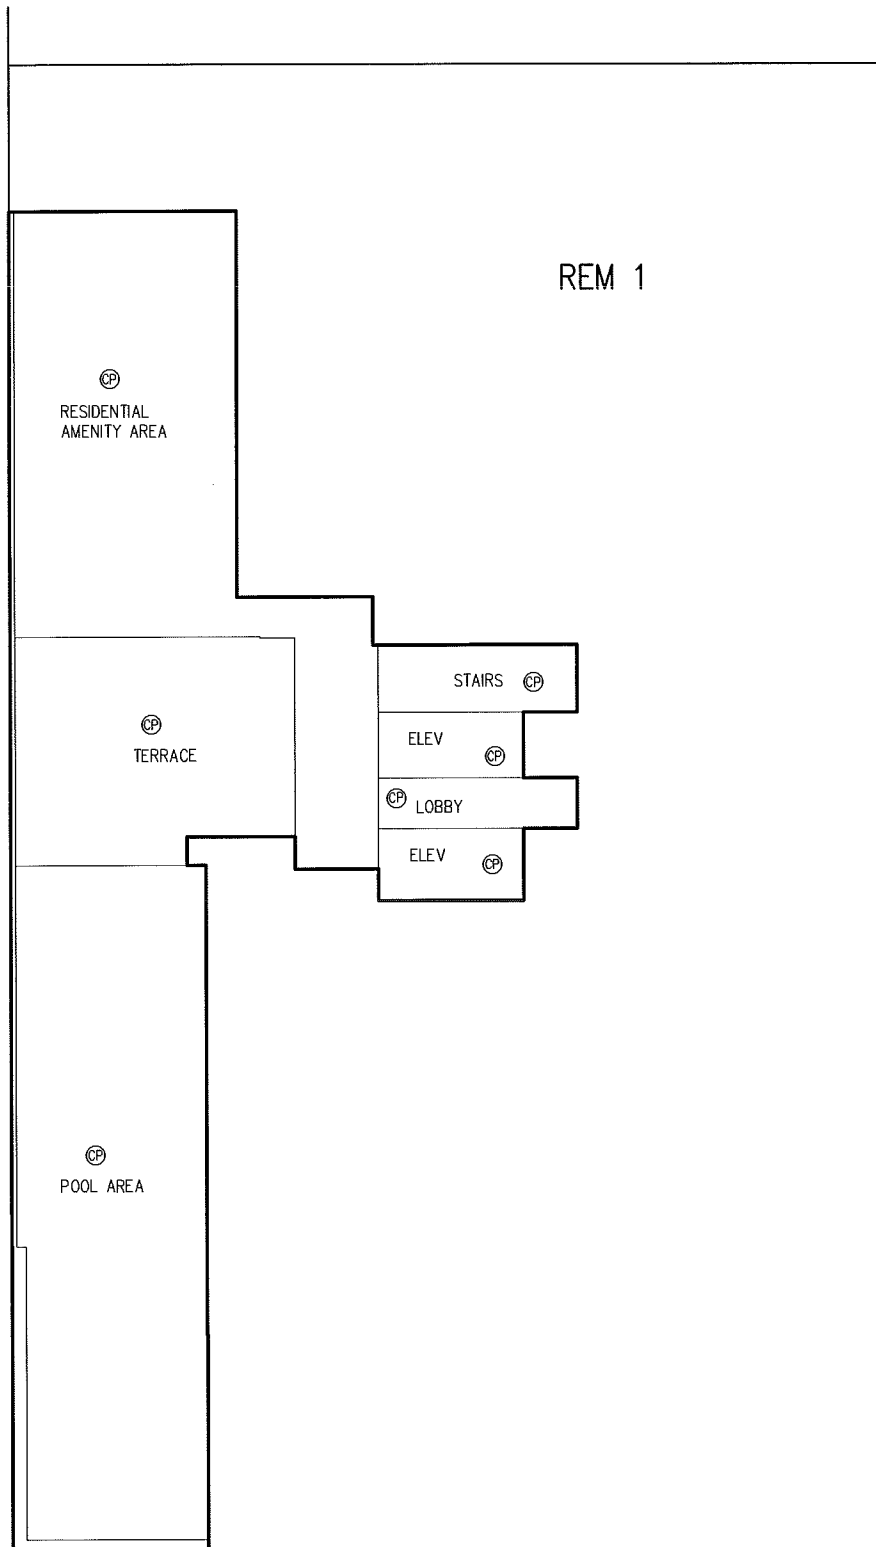 REM 1
CP
RESIDENTIAL
AMENITY AREA
STAIRS CP
CP
TERRACE
ELEV
CP
CP LOBBY
ELEV
CP
CP
POOL AREA